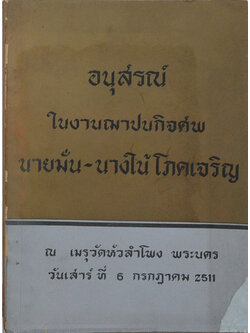 อนุสรณ์
ในงานฌาปนกิจศพ
นายมั่น-นางไน้ โภคเจริญ
ณ เมรุวัดหัวลำโพง พระนคร
วันเสาร์ ที่ 6 กรกฎาคม 2511